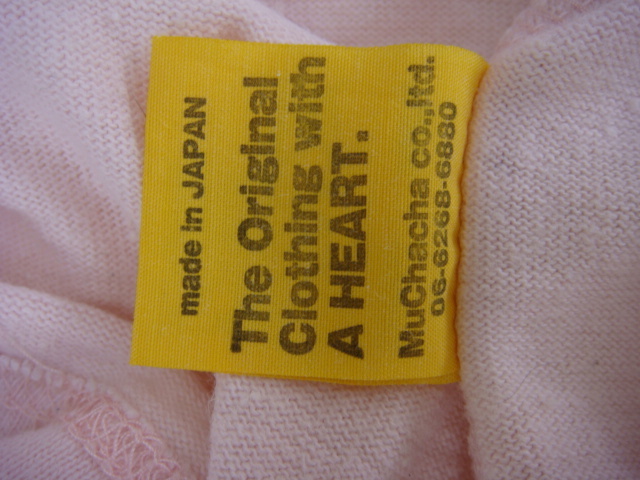 made in JAPAN
The Original
Clothing with
A HEART.
MuChacha co.,ltd.
06-6268-6880